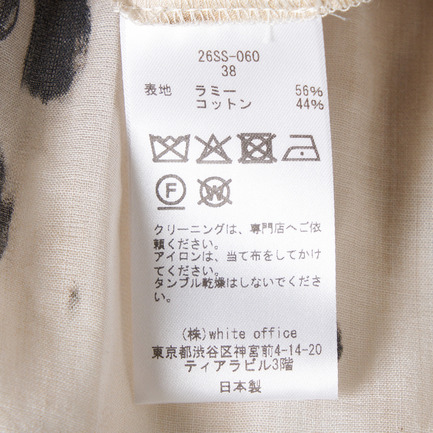 26SS-060
38
表地 ラミー 56%
コットン 44%
F
W
クリーニングは、専門店へご依
頼ください。
アイロンは、当て布をしてかけ
てください。
タンブル乾燥はしないでくださ
い。
(株)white office
東京都渋谷区神宮前4-14-20
ティアラビル3階
日本製